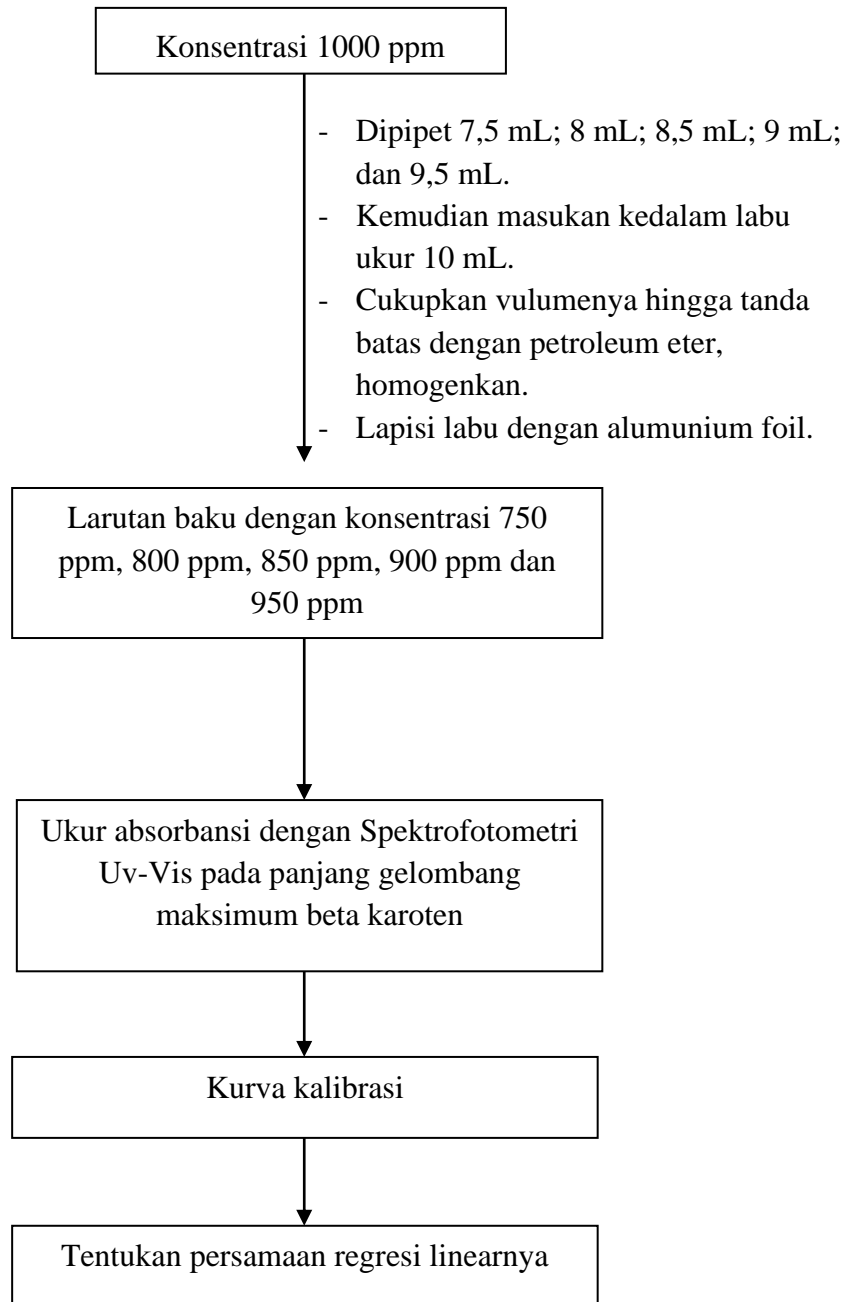 Konsentrasi 1000 ppm
- Dipipet 7,5 mL; 8 mL; 8,5 mL; 9 mL;
dan 9,5 mL.
- Kemudian masukan kedalam labu
ukur 10 mL.
- Cukupkan vulumenya hingga tanda
batas dengan petroleum eter,
homogenkan.
- Lapisi labu dengan alumunium foil.
Larutan baku dengan konsentrasi 750
ppm, 800 ppm, 850 ppm, 900 ppm dan
950 ppm
Ukur absorbansi dengan Spektrofotometri
Uv-Vis pada panjang gelombang
maksimum beta karoten
Kurva kalibrasi
Tentukan persamaan regresi linearnya